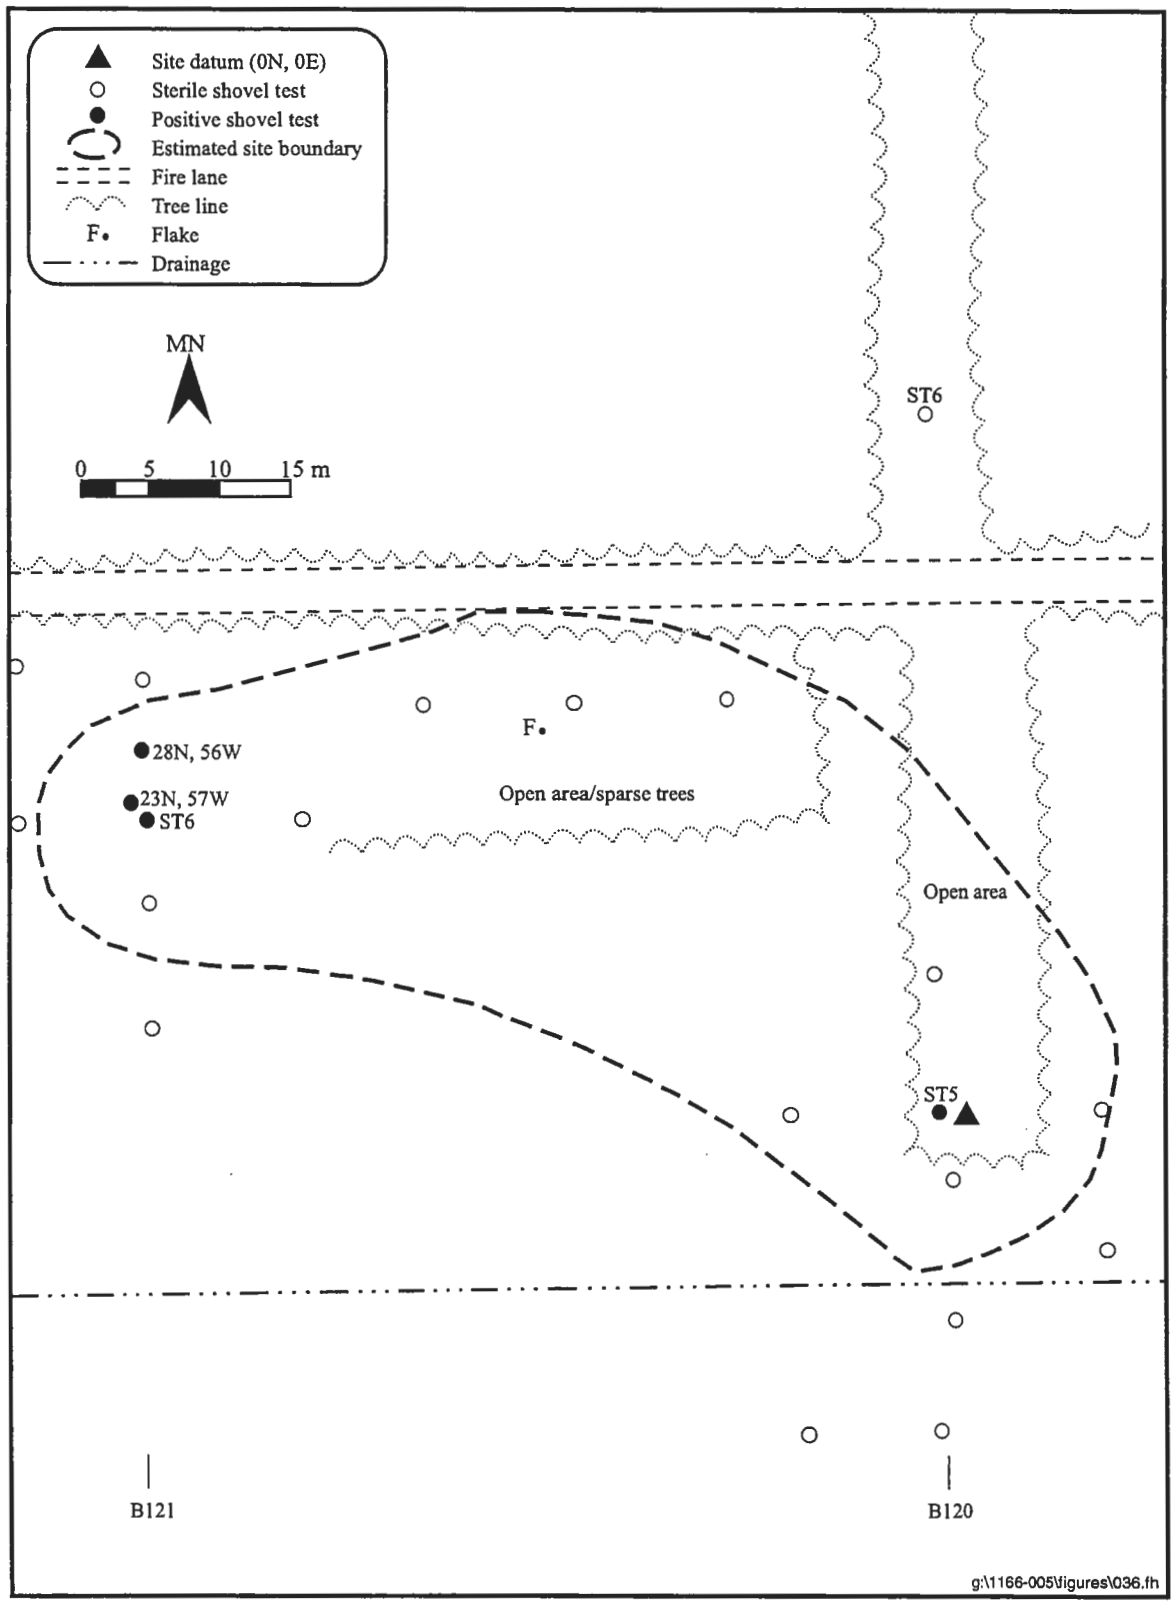 Site datum (0N, 0E)
Sterile shovel test
Positive shovel test
Estimated site boundary
Fire lane
Tree line
F. Flake
Drainage
MN
0 5 10 15 m
ST6
F.
28N, 56W
23N, 57W
ST6
Open area/sparse trees
Open area
ST5
B121
B120
g:\1166-005\figures\036.fh